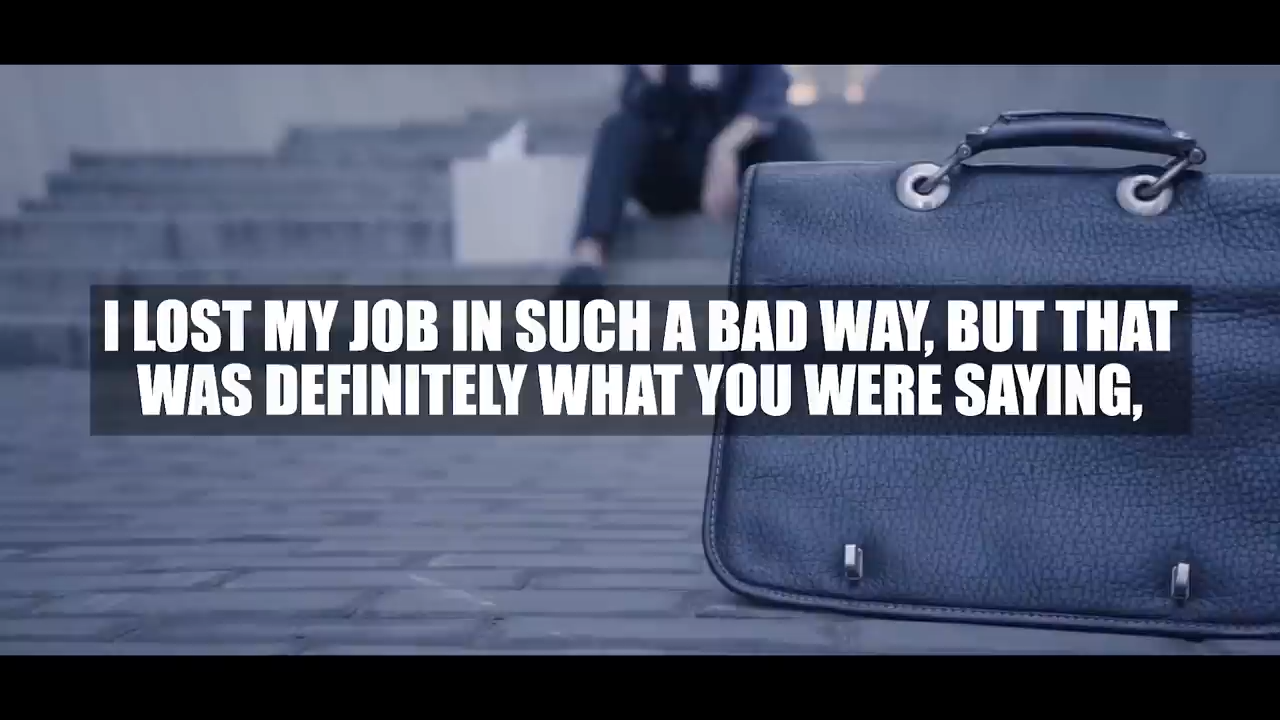 I LOST MY JOB IN SUCH A BAD WAY, BUT THAT
WAS DEFINITELY WHAT YOU WERE SAYING,